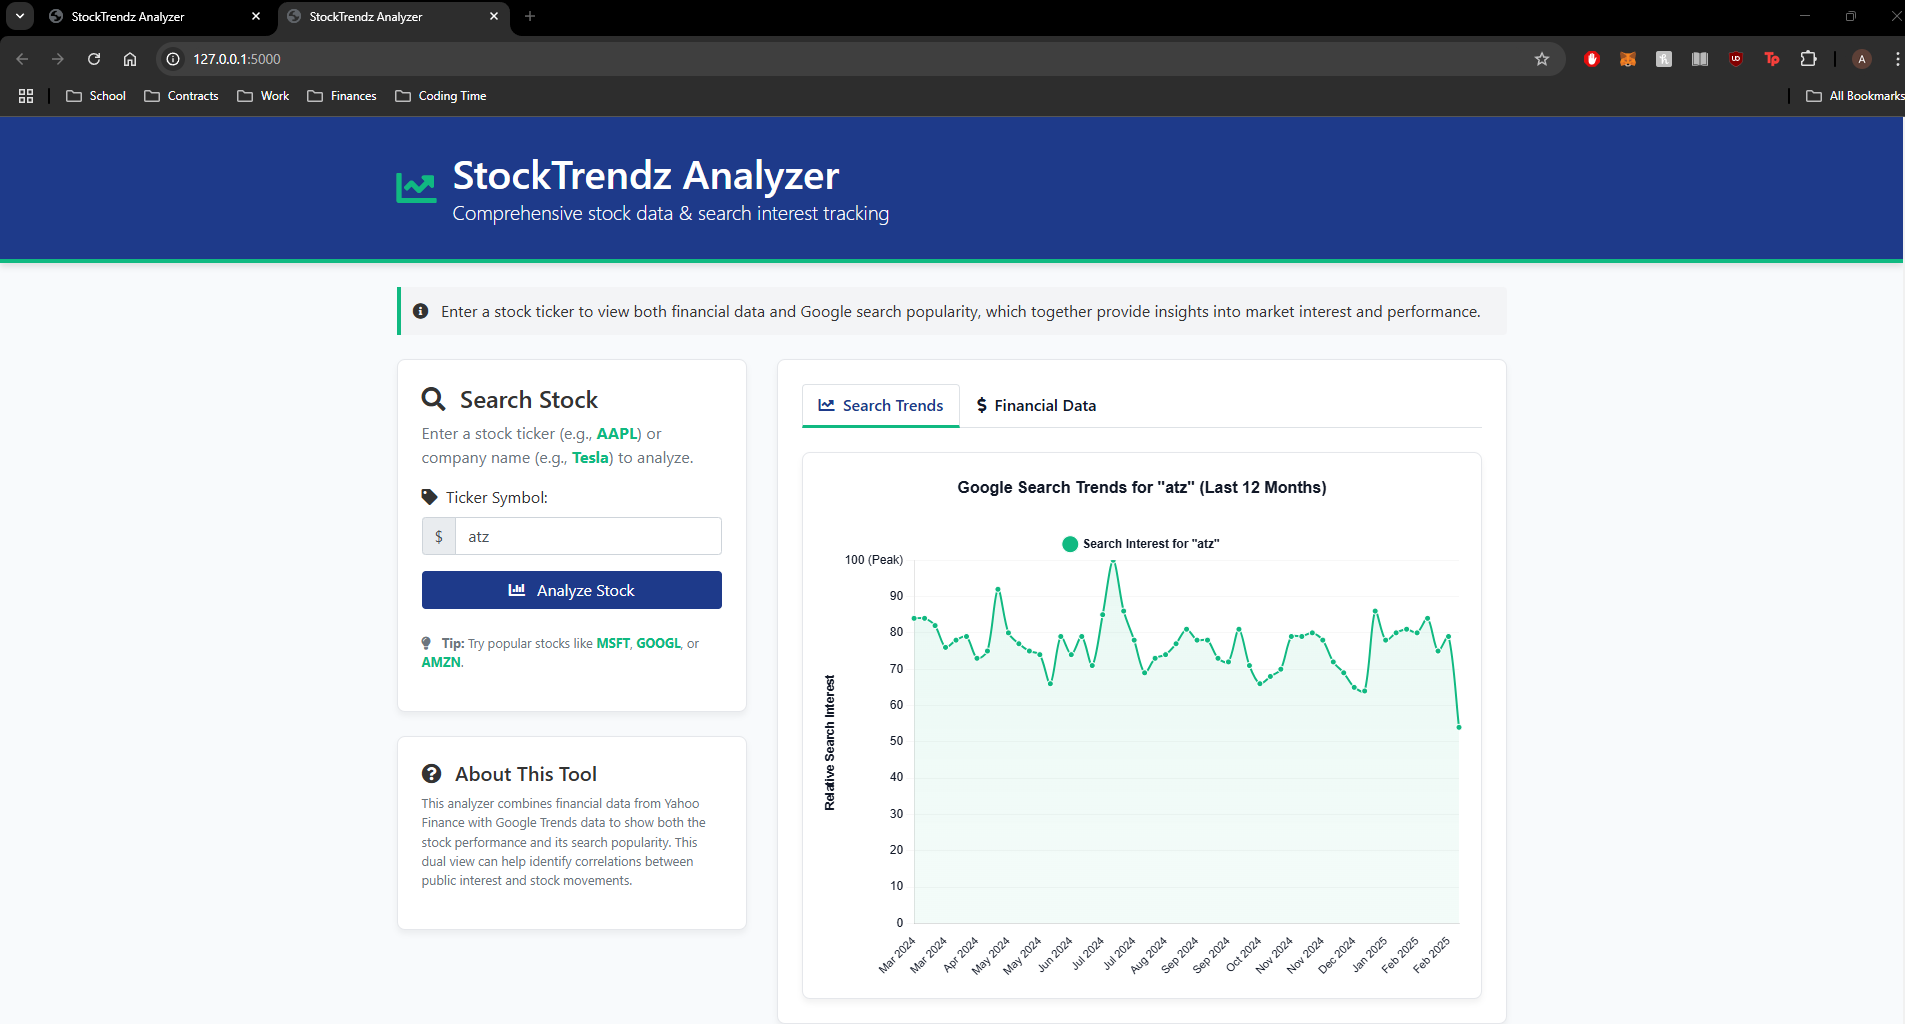 StockTrendz Analyzer
StockTrendz Analyzer
127.0.0.1:5000
School
Contracts
Work
Finances
Coding Time
All Bookmarks
StockTrendz Analyzer
Comprehensive stock data & search interest tracking
Enter a stock ticker to view both financial data and Google search popularity, which together provide insights into market interest and performance.
Search Stock
Enter a stock ticker (e.g., AAPL) or
company name (e.g., Tesla) to analyze.
Ticker Symbol:
$ atz
Analyze Stock
Tip: Try popular stocks like MSFT, GOOGL, or
AMZN.
About This Tool
This analyzer combines financial data from Yahoo
Finance with Google Trends data to show both the
stock performance and its search popularity. This
dual view can help identify correlations between
public interest and stock movements.
Search Trends
$ Financial Data
Google Search Trends for "atz" (Last 12 Months)
Search Interest for "atz"
Relative Search Interest
100 (Peak)
90
80
70
60
50
40
30
20
10
0
Mar 2024
Mar 2024
Apr 2024
May 2024
May 2024
Jun 2024
Jul 2024
Jul 2024
Aug 2024
Sep 2024
Sep 2024
Oct 2024
Nov 2024
Nov 2024
Dec 2024
Jan 2025
Feb 2025
Feb 2025
A
Tp